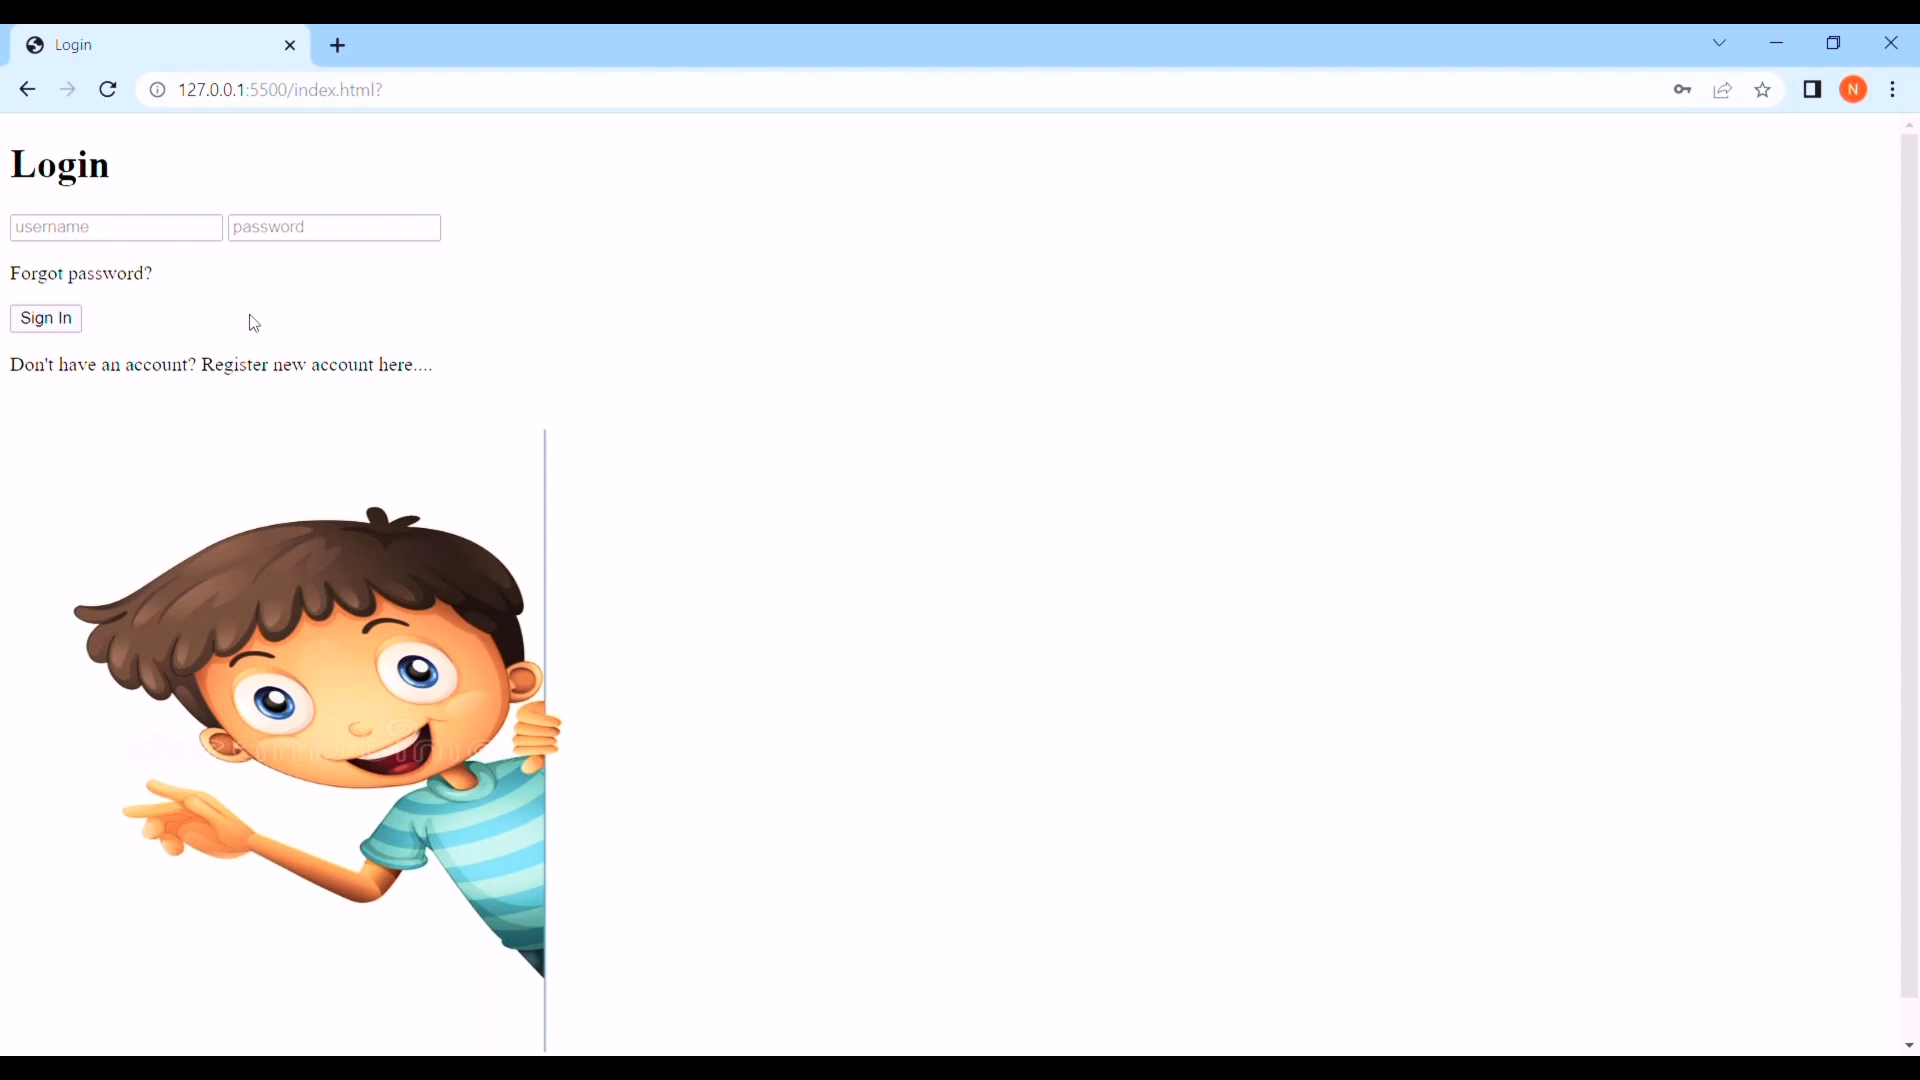 Login
127.0.0.1:5500/index.html?
N
Login
username password
Forgot password?
Sign In
Don't have an account? Register new account here....